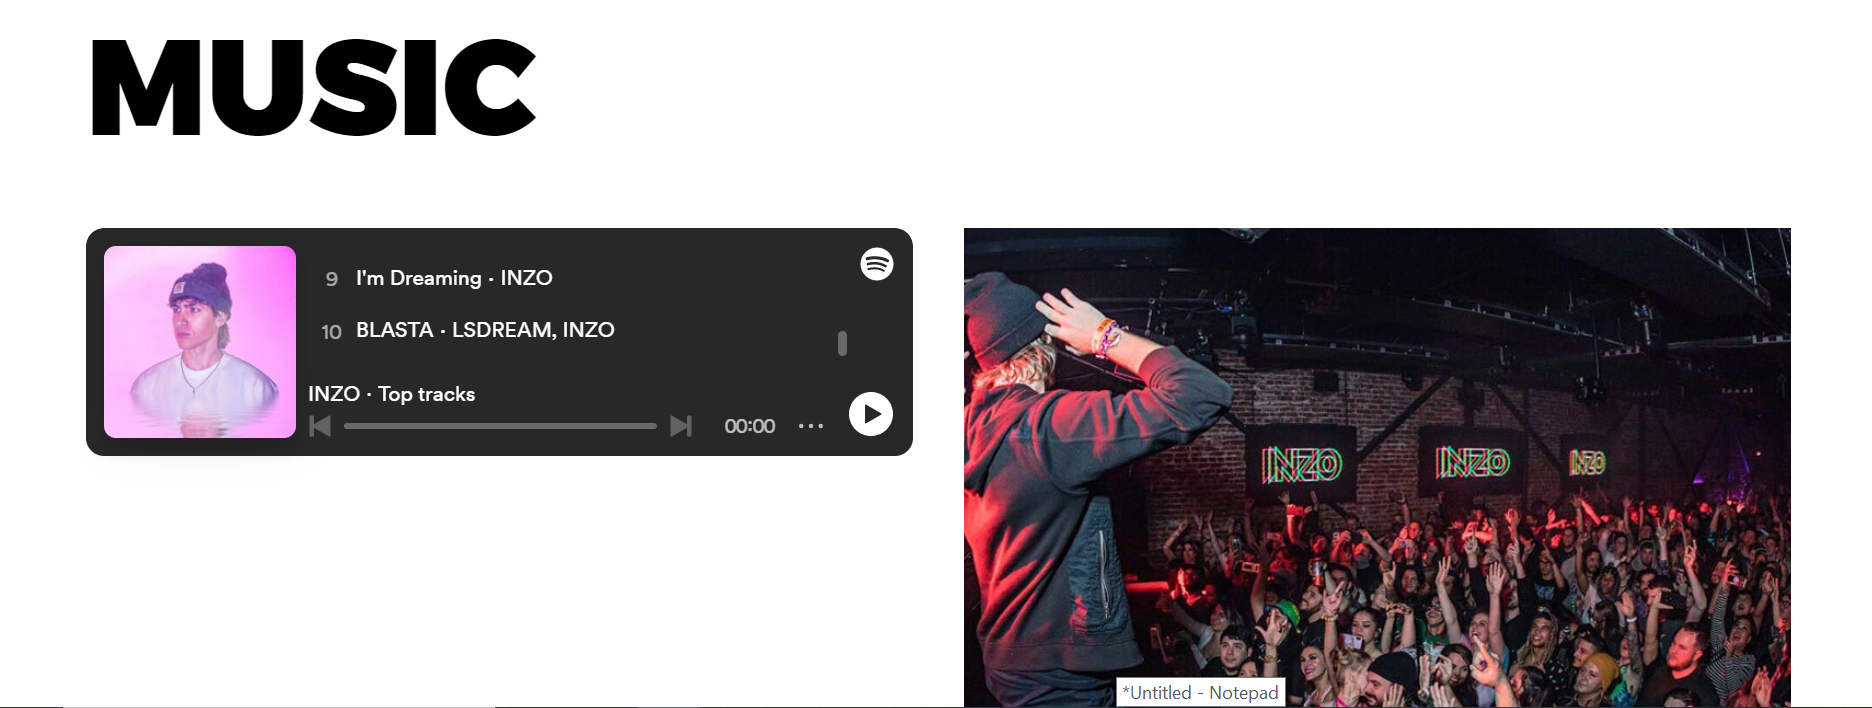 MUSIC
9 I'm Dreaming · INZO
10 BLASTA · LSDREAM, INZO
INZO · Top tracks
00:00
INZO INZO INZO
*Untitled - Notepad